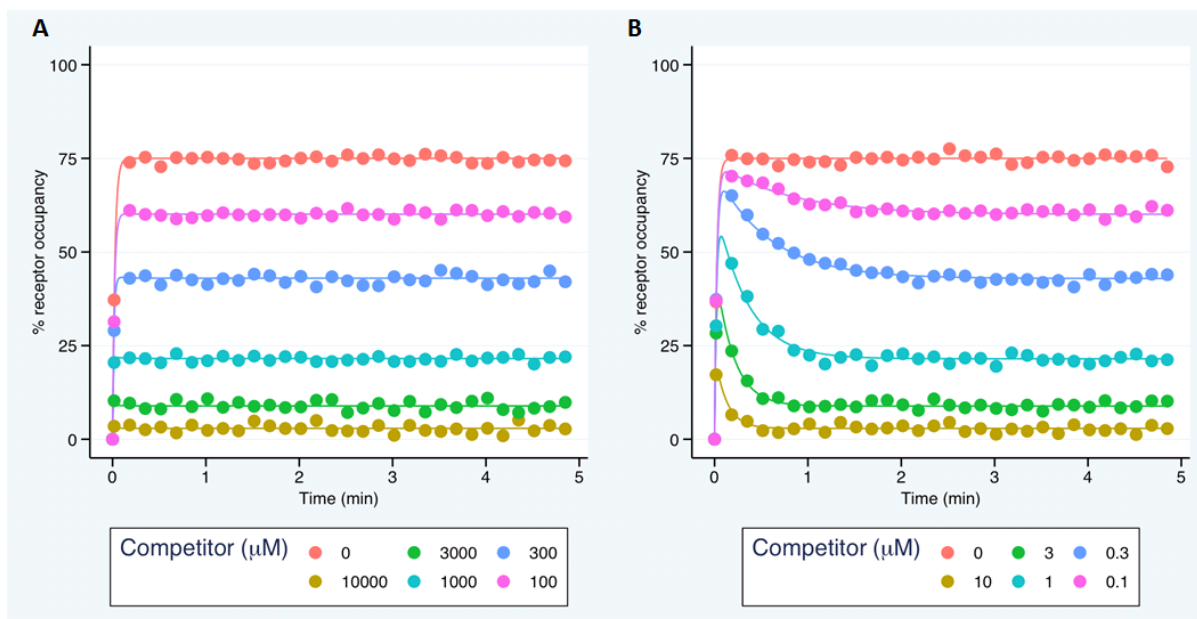 A
100
75
50
25
0
% receptor occupancy
0 1 2 3 4 5
Time (min)
Competitor (µM) 0 3000 300
10000 1000 100
B
100
75
50
25
0
% receptor occupancy
0 1 2 3 4 5
Time (min)
Competitor (µM) 0 3 0.3
10 1 0.1